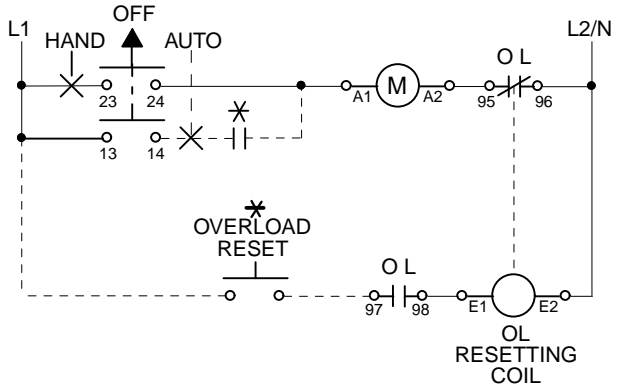 OFF
L1
L2/N
HAND
AUTO
O L
M
A1
A2
23
24
95
96
13
14
OVERLOAD
RESET
O L
97
98
E1
E2
OL
RESETTING
COIL